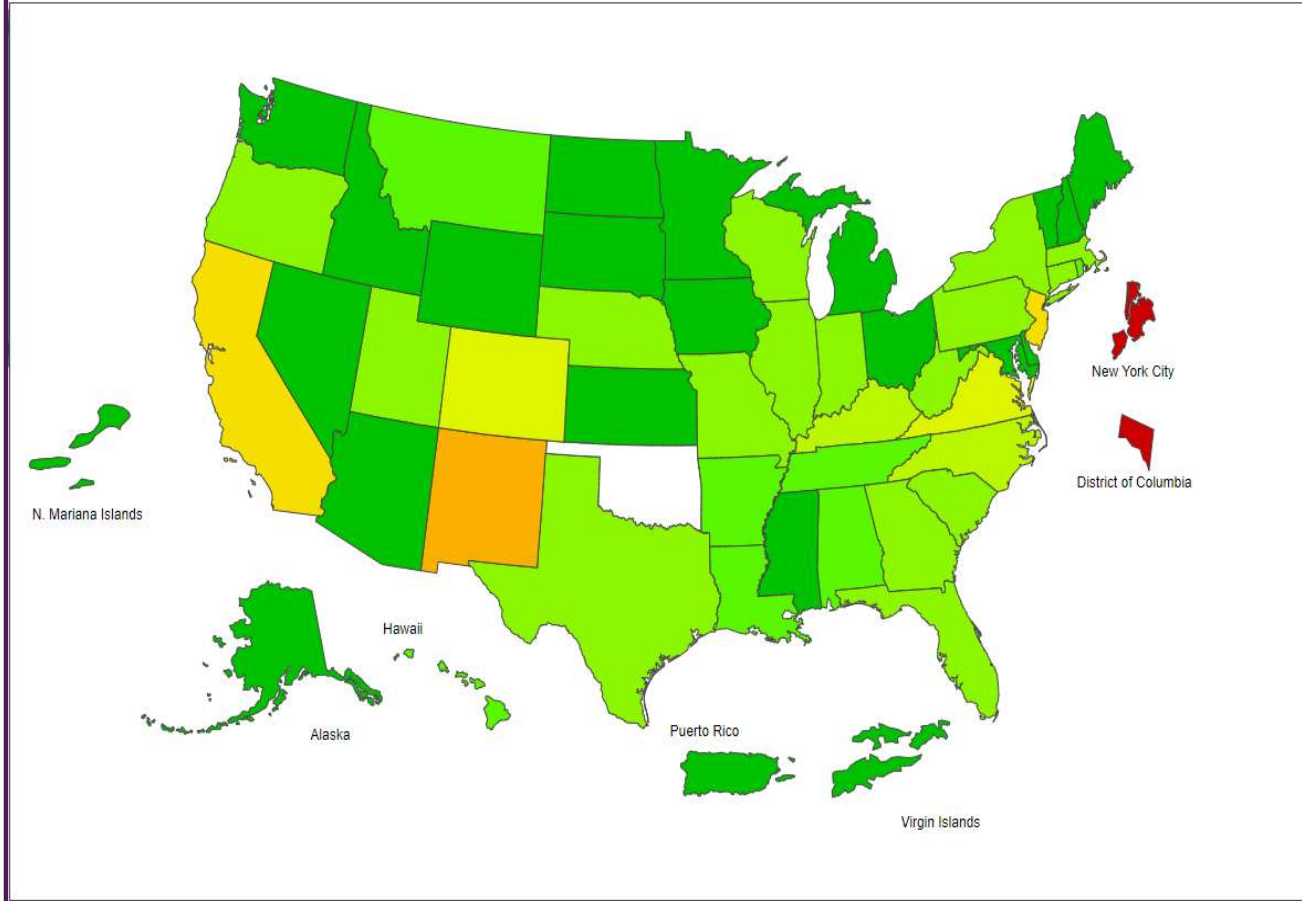 New York City
District of Columbia
N. Mariana Islands
Hawaii
Alaska
Puerto Rico
Virgin Islands